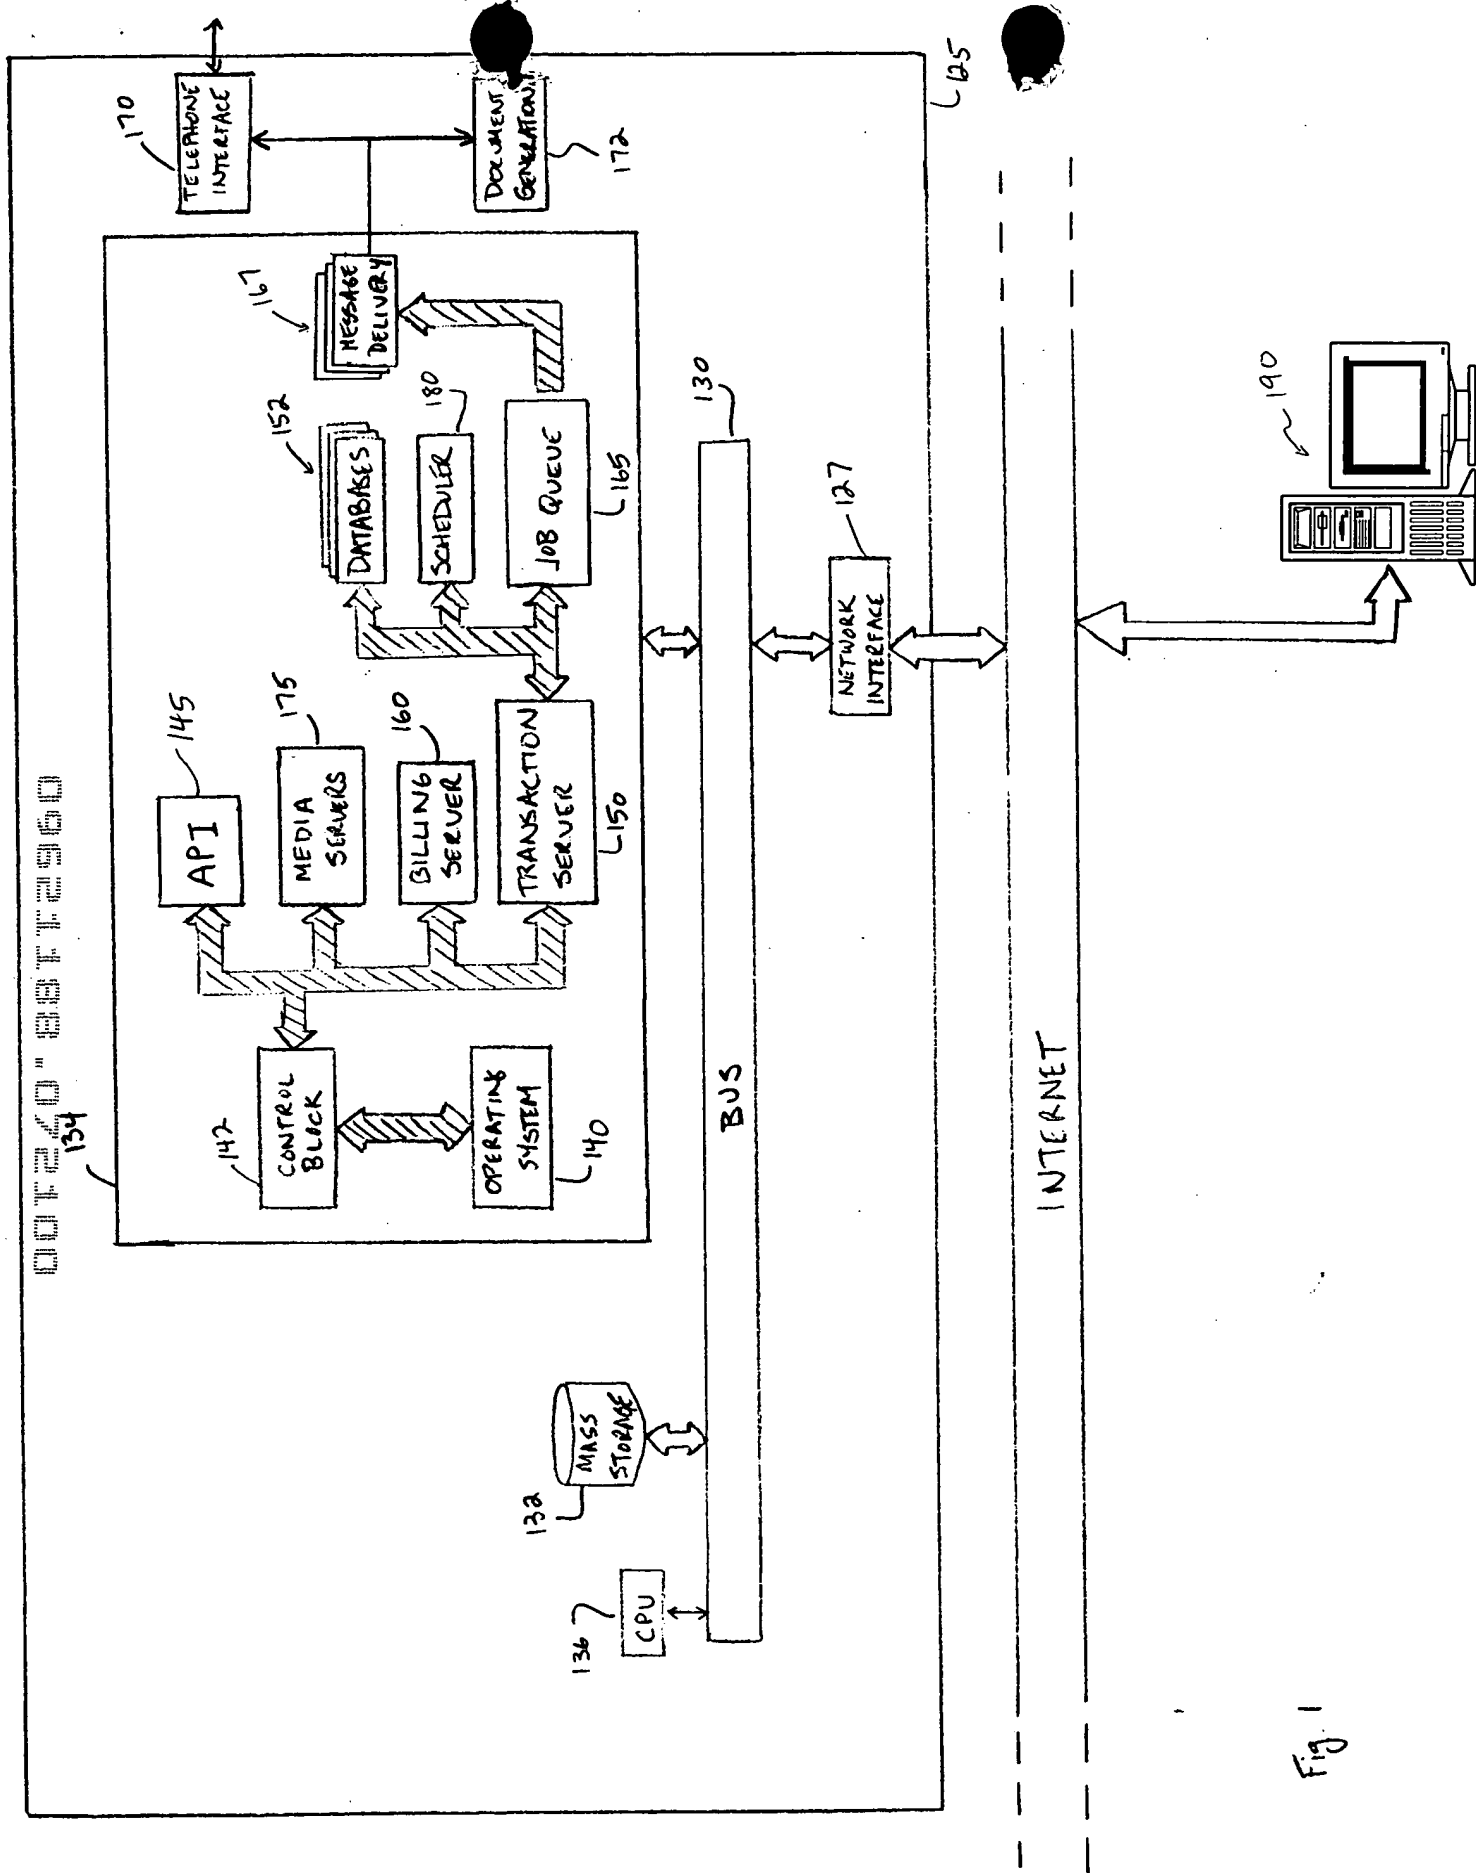 09621188.072100
134
125
170
TELEPHONE
INTERFACE
DOCUMENT
GENERATION
172
167
MESSAGE
DELIVERY
152
DATABASES
180
SCHEDULER
JOB QUEUE
165
145
API
175
MEDIA
SERVERS
160
BILLING
SERVER
TRANSACTION
SERVER
150
142
CONTROL
BLOCK
OPERATING
SYSTEM
140
132
MASS
STORAGE
136
CPU
BUS
130
NETWORK
INTERFACE
127
INTERNET
190
Fig. 1